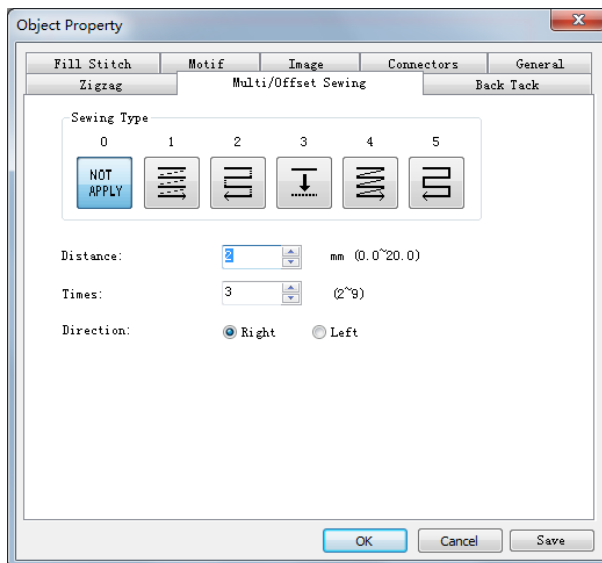 Object Property
Fill Stitch Motif Image Connectors General
Zigzag Multi/Offset Sewing Back Tack
Sewing Type
0 1 2 3 4 5
NOT
APPLY
Distance: 2 mm (0.0~20.0)
Times: 3 (2~9)
Direction: Right Left
OK Cancel Save